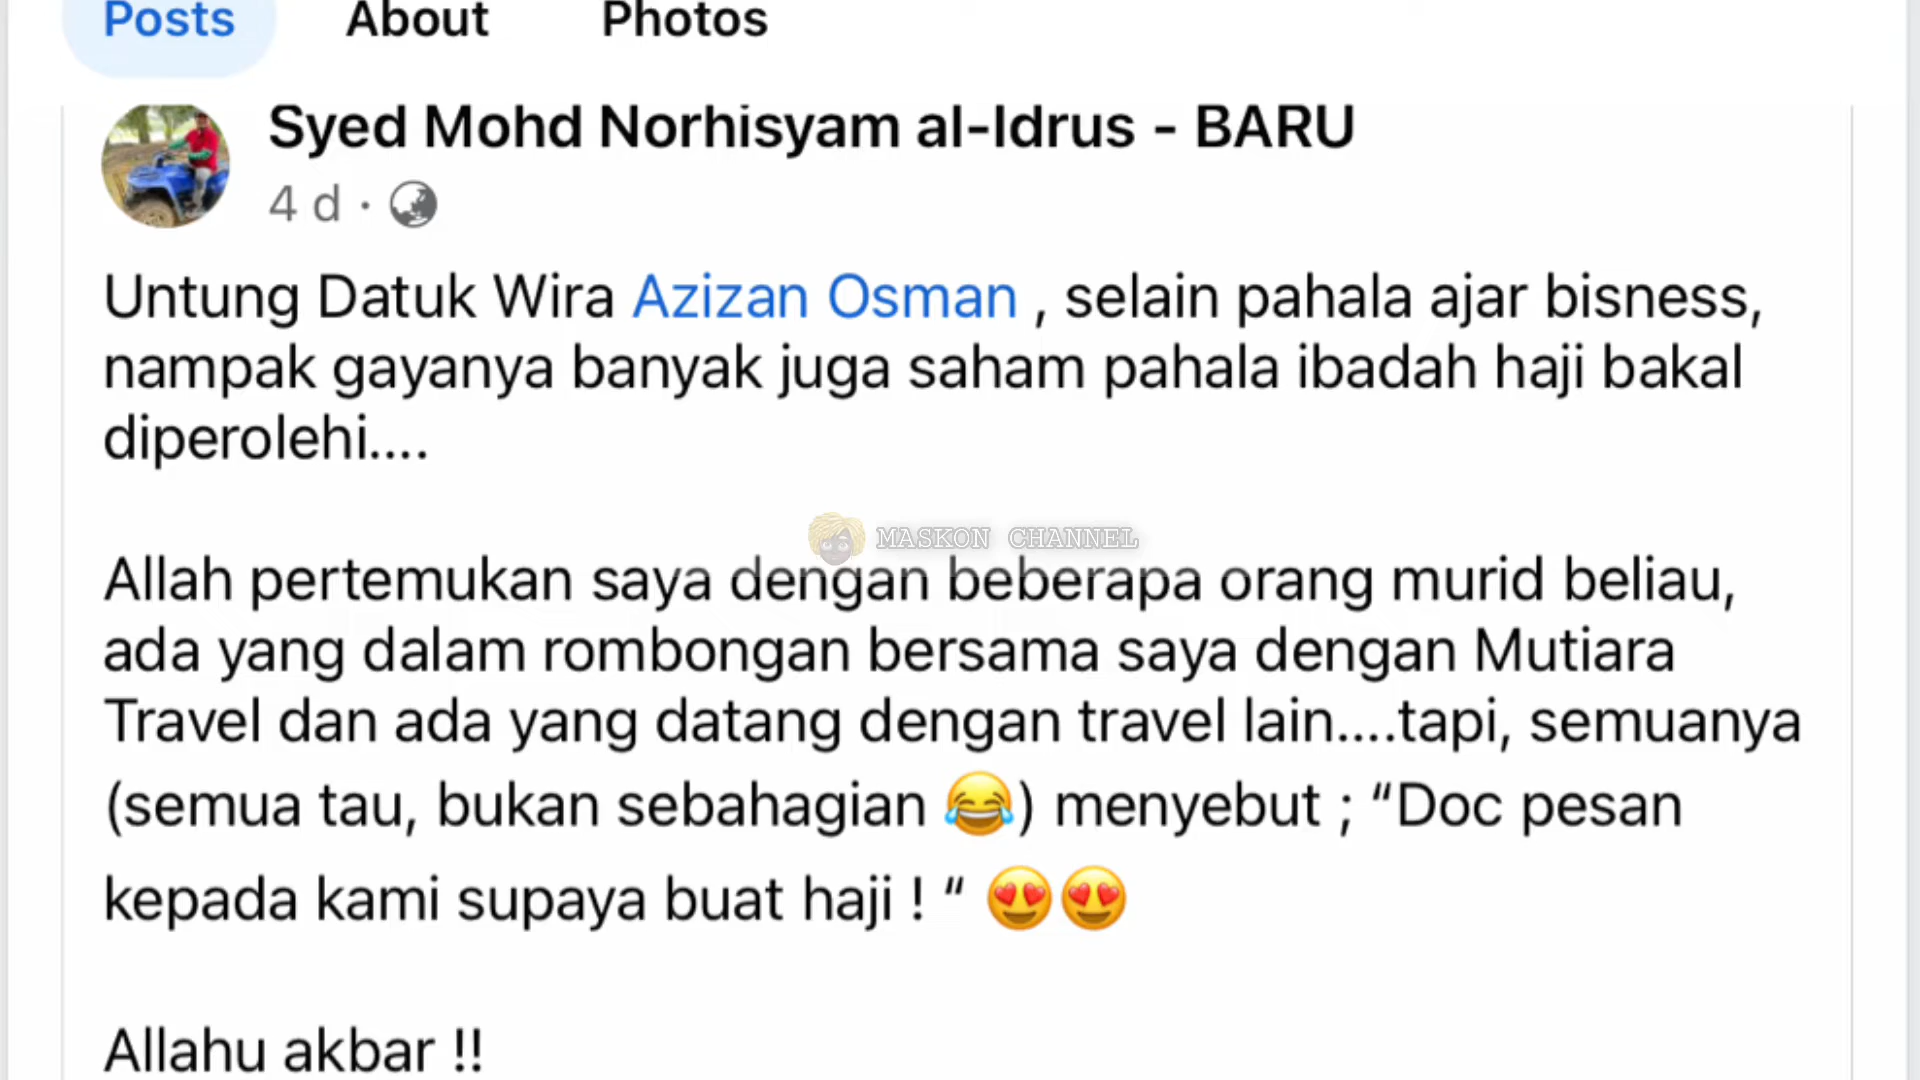 Posts About Photos
Syed Mohd Norhisyam al-Idrus - BARU
4 d ·
Untung Datuk Wira Azizan Osman , selain pahala ajar bisness,
nampak gayanya banyak juga saham pahala ibadah haji bakal
diperolehi....
MASKON CHANNEL
Allah pertemukan saya dengan beberapa orang murid beliau,
ada yang dalam rombongan bersama saya dengan Mutiara
Travel dan ada yang datang dengan travel lain....tapi, semuanya
(semua tau, bukan sebahagian 😂) menyebut ; “Doc pesan
kepada kami supaya buat haji ! “ 😍😍
Allahu akbar !!